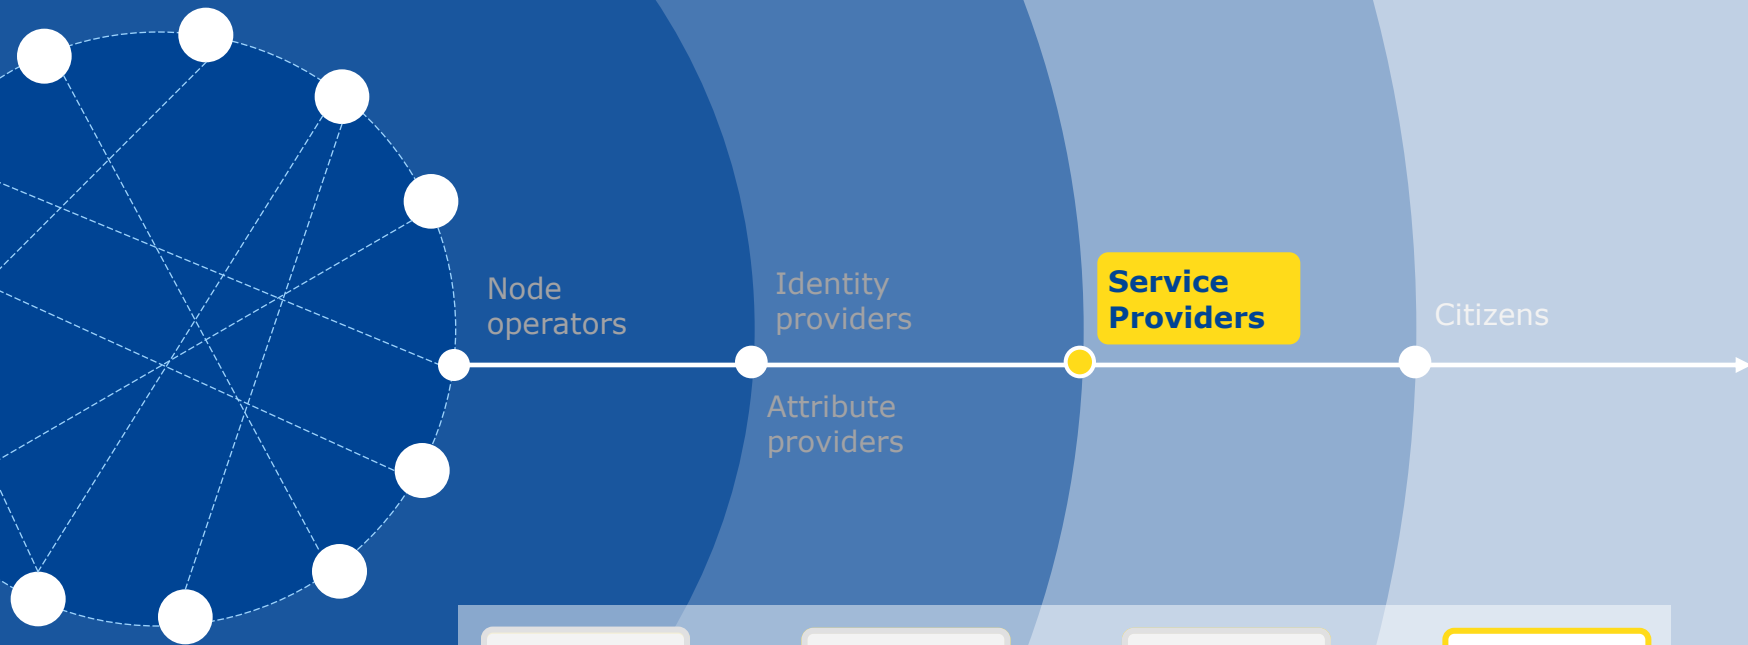 Node
operators
Identity
providers
Attribute
providers
Service
Providers
Citizens